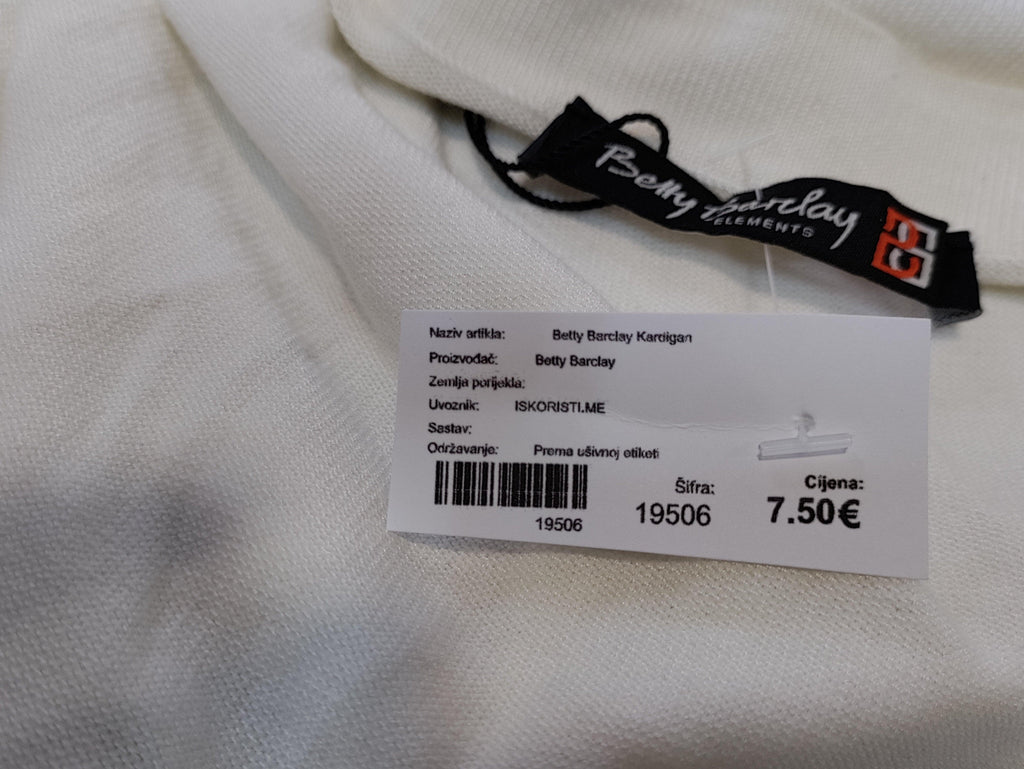 Betty Barclay
ELEMENTS
Naziv artikla: Betty Barclay Kardigan
Proizvođač: Betty Barclay
Zemlja porijekla:
Uvoznik: ISKORISTI.ME
Sastav:
Održavanje: Prema ušivnoj etiketi
19506
Šifra:
19506
Cijena:
7.50€